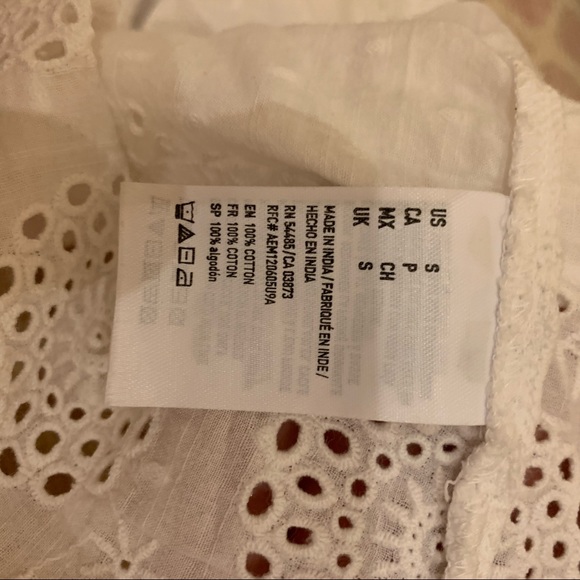 US S
CA P
MX CH
UK S
MADE IN INDIA / FABRIQUÉ EN INDE /
HECHO EN INDIA
RN 54485 / CA 03873
RFC# AEM120605U9A
EN 100% COTTON
FR 100% COTON
SP 100% algodón